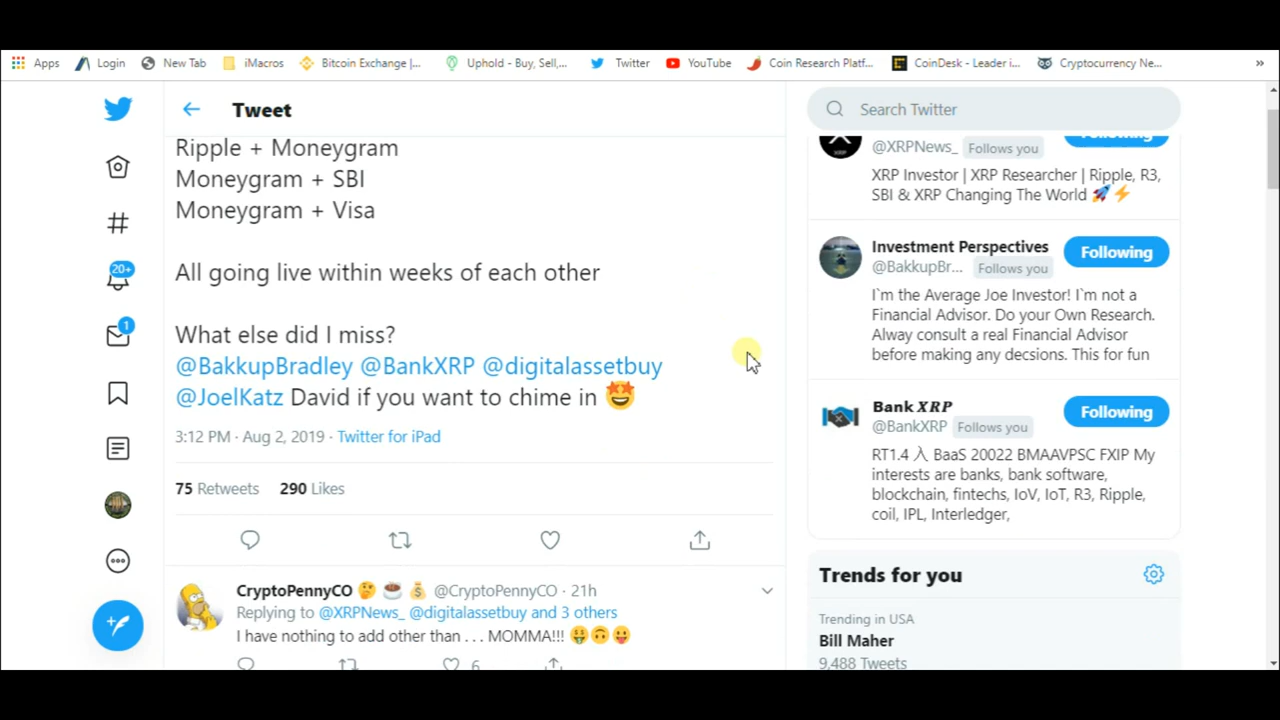 Apps Login New Tab iMacros Bitcoin Exchange |... Uphold - Buy, Sell,... Twitter YouTube Coin Research Platf... CoinDesk - Leader i... Cryptocurrency Ne... »
Tweet
Search Twitter
Ripple + Moneygram
Moneygram + SBI
Moneygram + Visa
All going live within weeks of each other
What else did I miss?
@BakkupBradley @BankXRP @digitalassetbuy
@JoelKatz David if you want to chime in 🤩
3:12 PM · Aug 2, 2019 · Twitter for iPad
75 Retweets 290 Likes
CryptoPennyCO 🤔 ☕ 💰 @CryptoPennyCO · 21h
Replying to @XRPNews_ @digitalassetbuy and 3 others
I have nothing to add other than . . . MOMMA!!! 🤑🙃😛
6
20+
1
XRP
@XRPNews_ Follows you
Following
XRP Investor | XRP Researcher | Ripple, R3,
SBI & XRP Changing The World 🚀⚡
Investment Perspectives
@BakkupBr... Follows you
Following
I`m the Average Joe Investor! I`m not a
Financial Advisor. Do your Own Research.
Alway consult a real Financial Advisor
before making any decsions. This for fun
Bank 𝑋𝑅𝑃
@BankXRP Follows you
Following
RT1.4 入 BaaS 20022 BMAAVPSC FXIP My
interests are banks, bank software,
blockchain, fintechs, IoV, IoT, R3, Ripple,
coil, IPL, Interledger,
Trends for you
Trending in USA
Bill Maher
9,488 Tweets